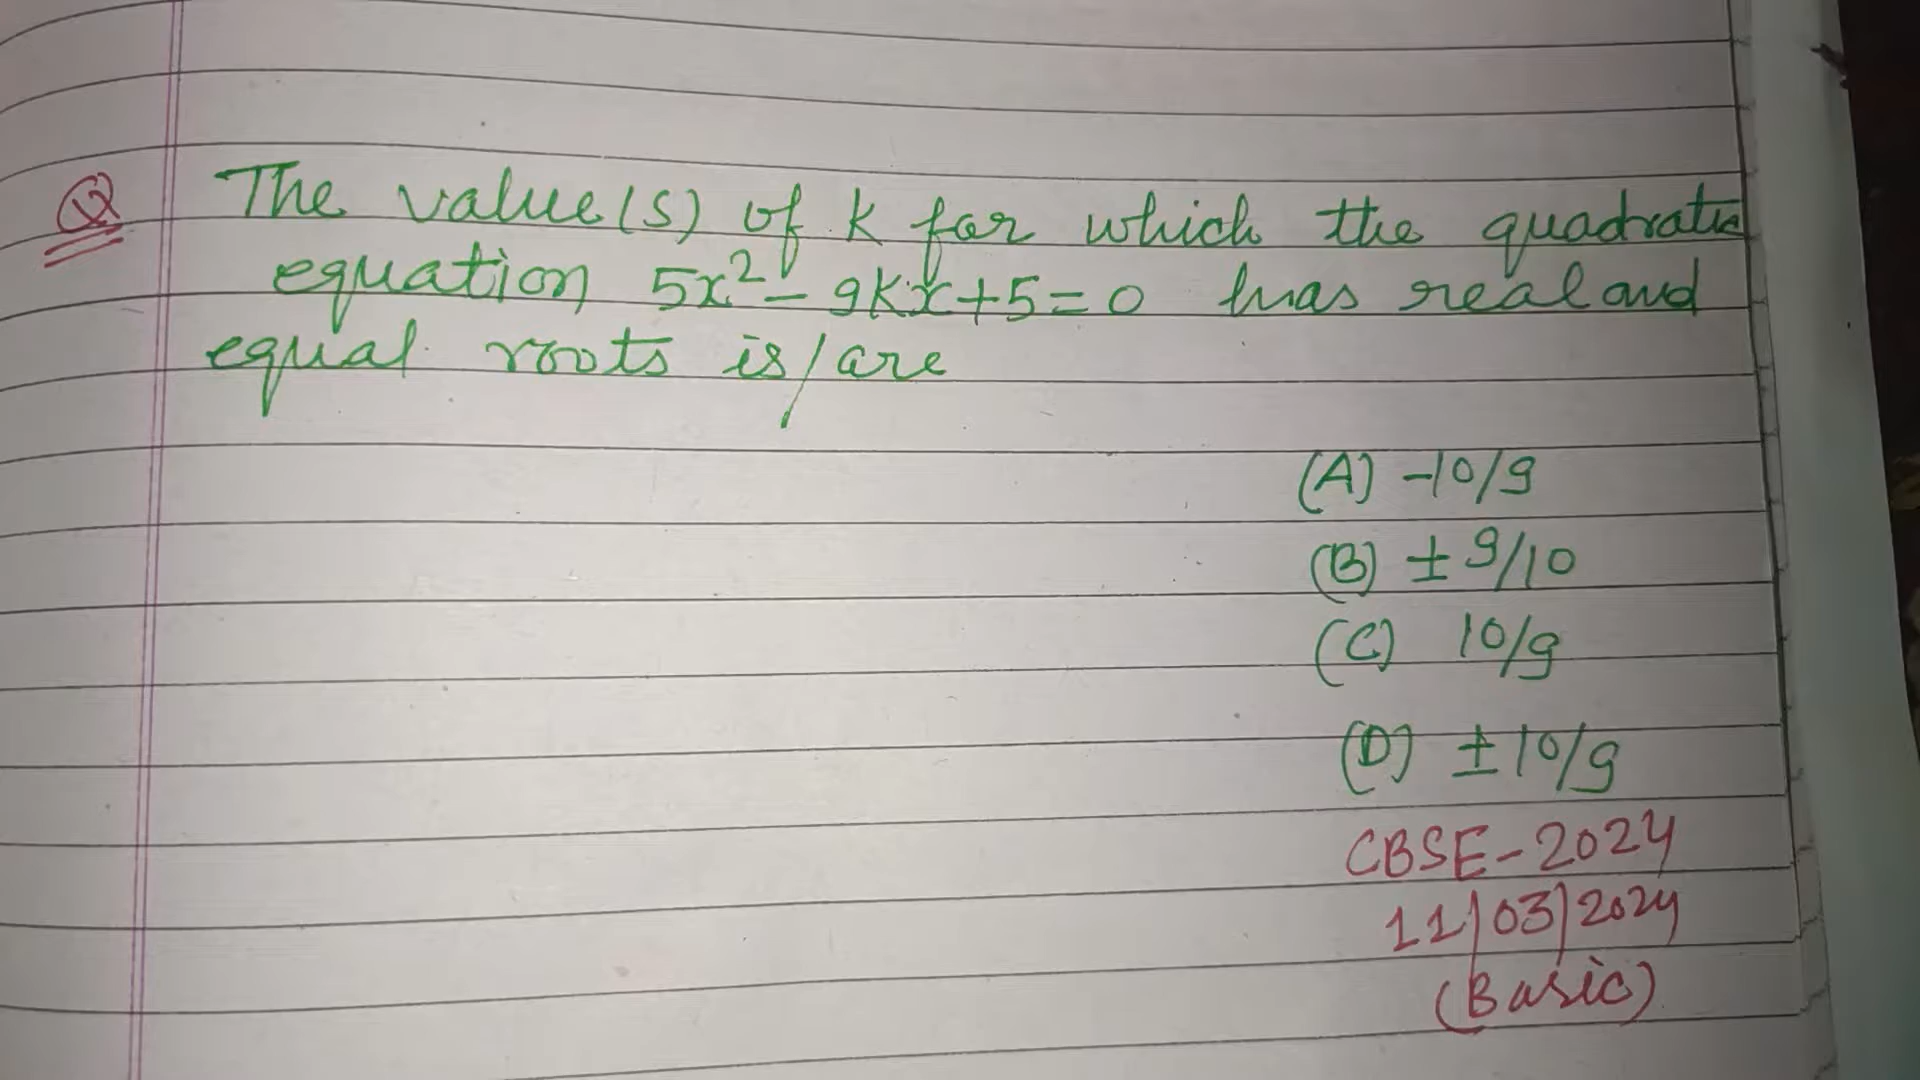 Q The value(s) of k for which the quadratic
equation 5x² - 9kx + 5 = 0 has real and
equal roots is/are
(A) -10/9
(B) ± 9/10
(C) 10/9
(D) ± 10/9
CBSE-2024
11/03/2024
(Basic)